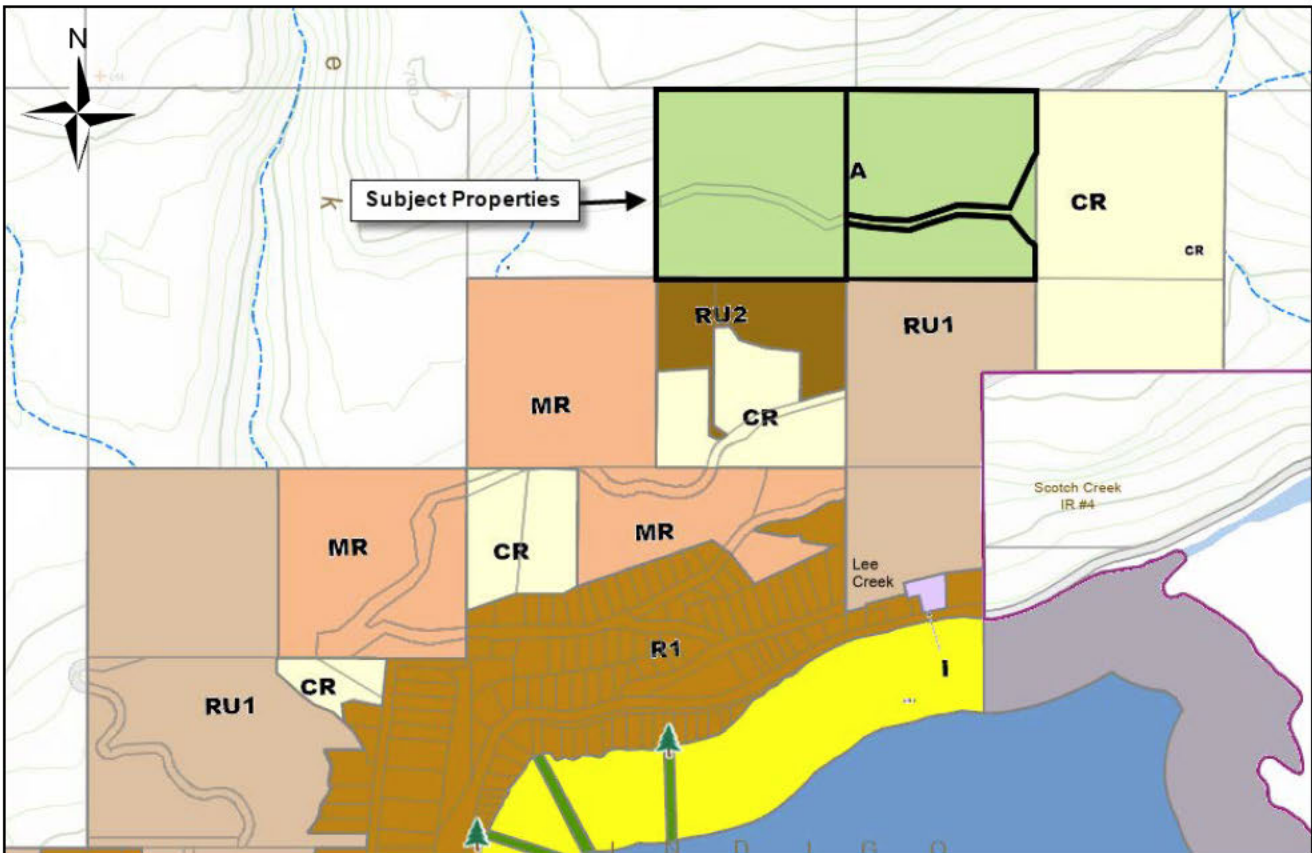 N
e
k
Subject Properties
A
CR
CR
RU2
RU1
MR
CR
Scotch Creek
IR #4
MR
CR
MR
Lee
Creek
R1
I
RU1
CR
I N D I G O